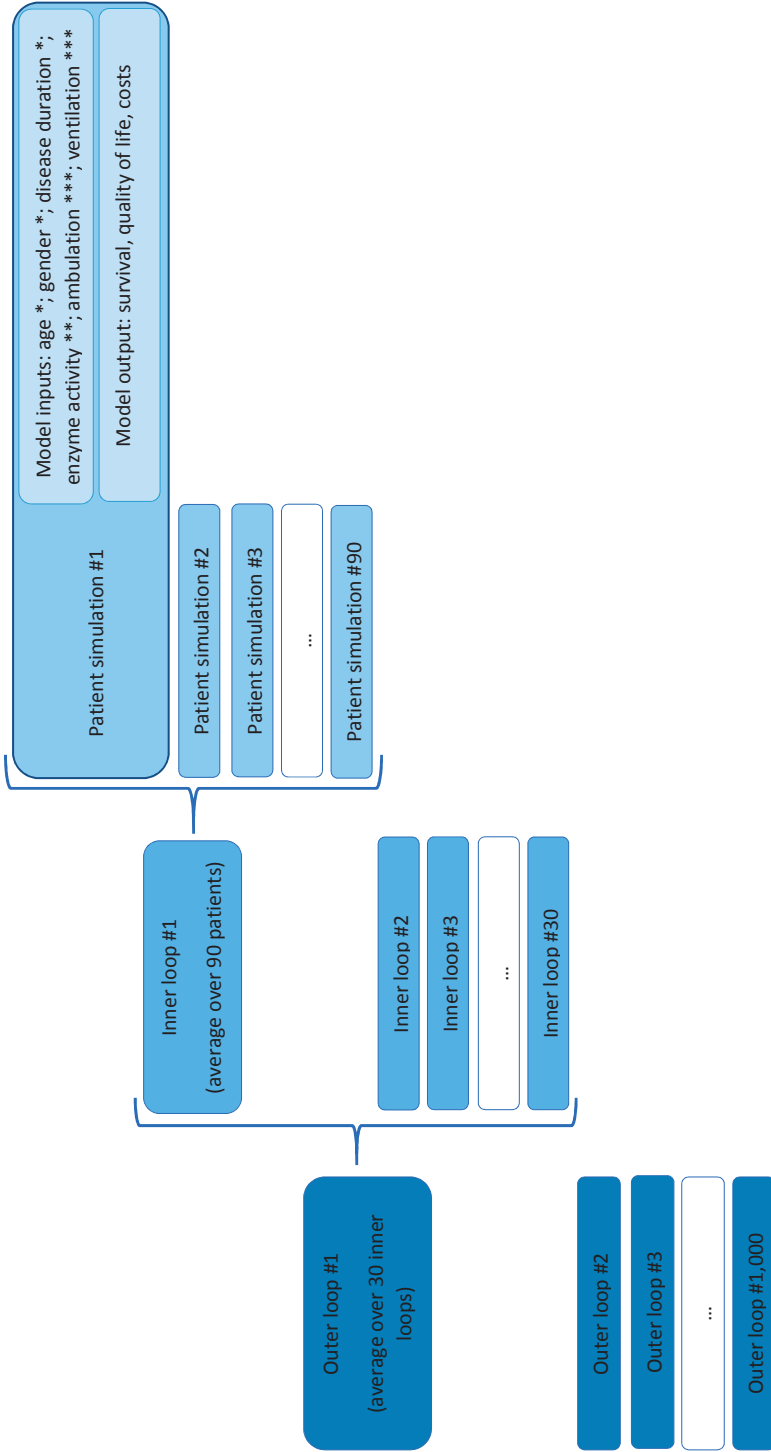 Outer loop #1
(average over 30 inner
loops)
Outer loop #2
Outer loop #3
...
Outer loop #1,000
Inner loop #1
(average over 90 patients)
Inner loop #2
Inner loop #3
...
Inner loop #30
Patient simulation #1
Model inputs: age *; gender *; disease duration *;
enzyme activity **; ambulation ***; ventilation ***
Model output: survival, quality of life, costs
Patient simulation #2
Patient simulation #3
...
Patient simulation #90